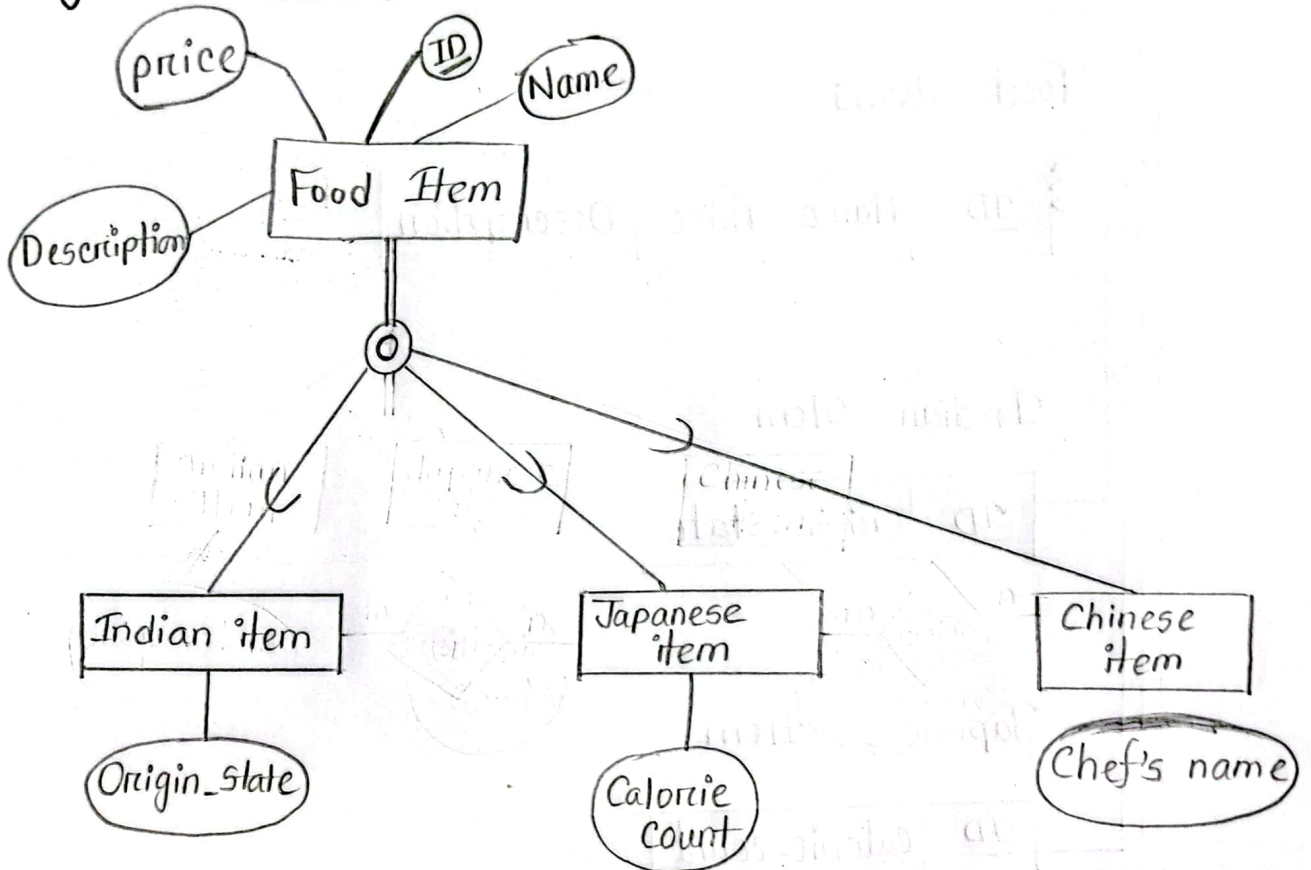 price
ID
Name
Food Item
Description
O
Indian item
Japanese
item
Chinese
item
Origin_state
Calorie
count
Chef's name